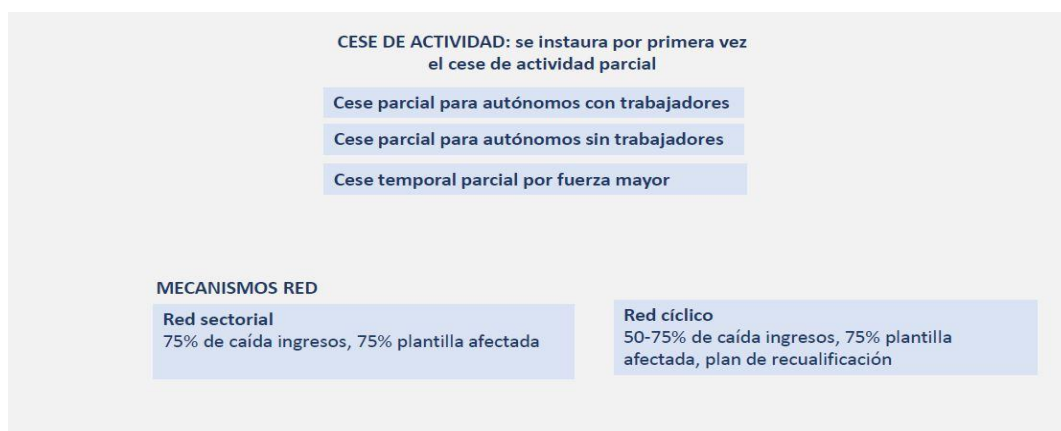 CESE DE ACTIVIDAD: se instaura por primera vez
el cese de actividad parcial
Cese parcial para autónomos con trabajadores
Cese parcial para autónomos sin trabajadores
Cese temporal parcial por fuerza mayor
MECANISMOS RED
Red sectorial
75% de caída ingresos, 75% plantilla afectada
Red cíclico
50-75% de caída ingresos, 75% plantilla
afectada, plan de recualificación